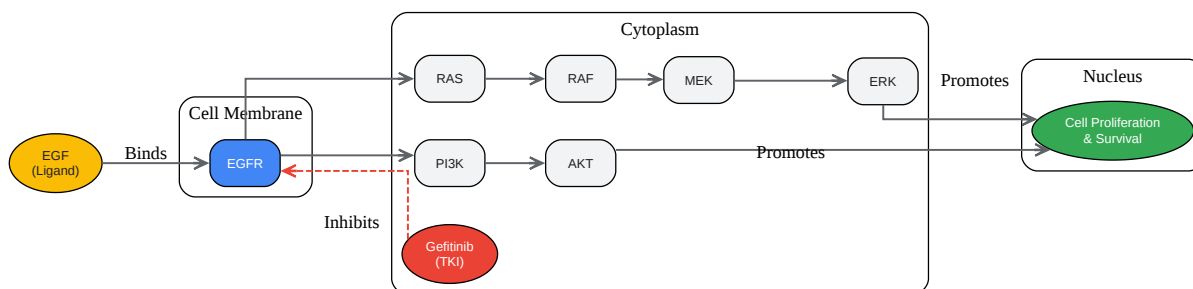 Cytoplasm
RAS
RAF
MEK
ERK
Promotes
Nucleus
Cell Membrane
Cell Proliferation
& Survival
EGF
(Ligand)
Binds
EGFR
PI3K
AKT
Promotes
Inhibits
Gefitinib
(TKI)